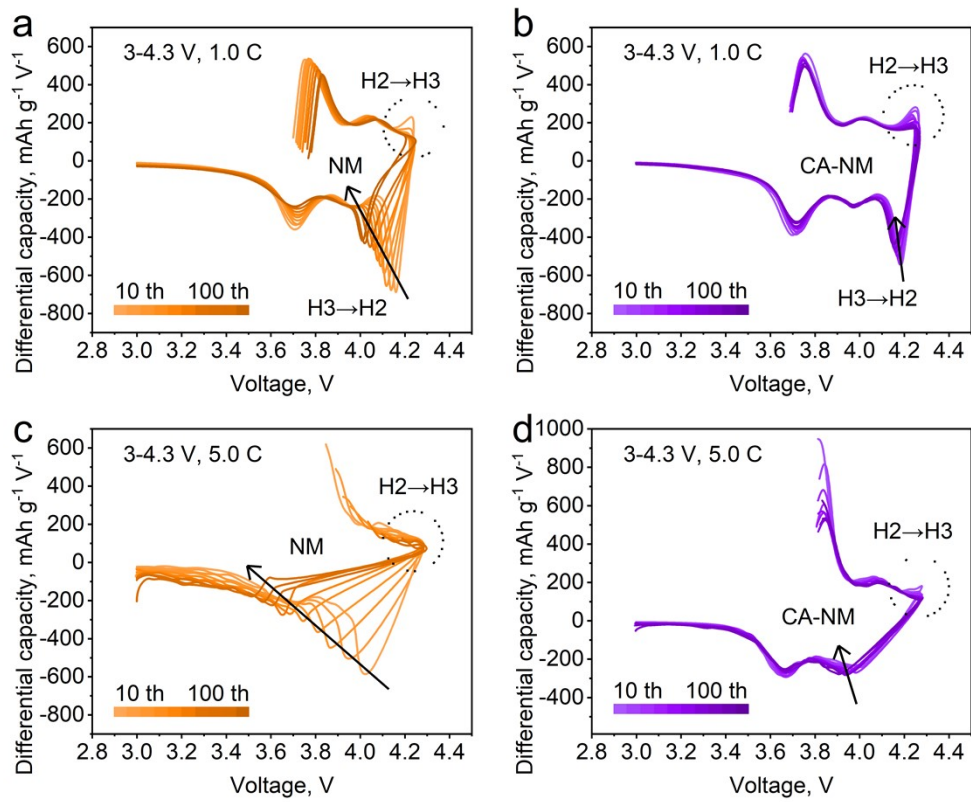 a
3-4.3 V, 1.0 C
H2→H3
NM
10 th 100 th
H3→H2
Differential capacity, mAh g⁻¹ V⁻¹
600
400
200
0
-200
-400
-600
-800
2.8 3.0 3.2 3.4 3.6 3.8 4.0 4.2 4.4
Voltage, V
b
3-4.3 V, 1.0 C
H2→H3
CA-NM
10 th 100 th
H3→H2
Differential capacity, mAh g⁻¹ V⁻¹
600
400
200
0
-200
-400
-600
-800
2.8 3.0 3.2 3.4 3.6 3.8 4.0 4.2 4.4
Voltage, V
c
3-4.3 V, 5.0 C
H2→H3
NM
10 th 100 th
Differential capacity, mAh g⁻¹ V⁻¹
600
400
200
0
-200
-400
-600
-800
2.8 3.0 3.2 3.4 3.6 3.8 4.0 4.2 4.4
Voltage, V
d
3-4.3 V, 5.0 C
H2→H3
CA-NM
10 th 100 th
Differential capacity, mAh g⁻¹ V⁻¹
1000
800
600
400
200
0
-200
-400
2.8 3.0 3.2 3.4 3.6 3.8 4.0 4.2 4.4
Voltage, V